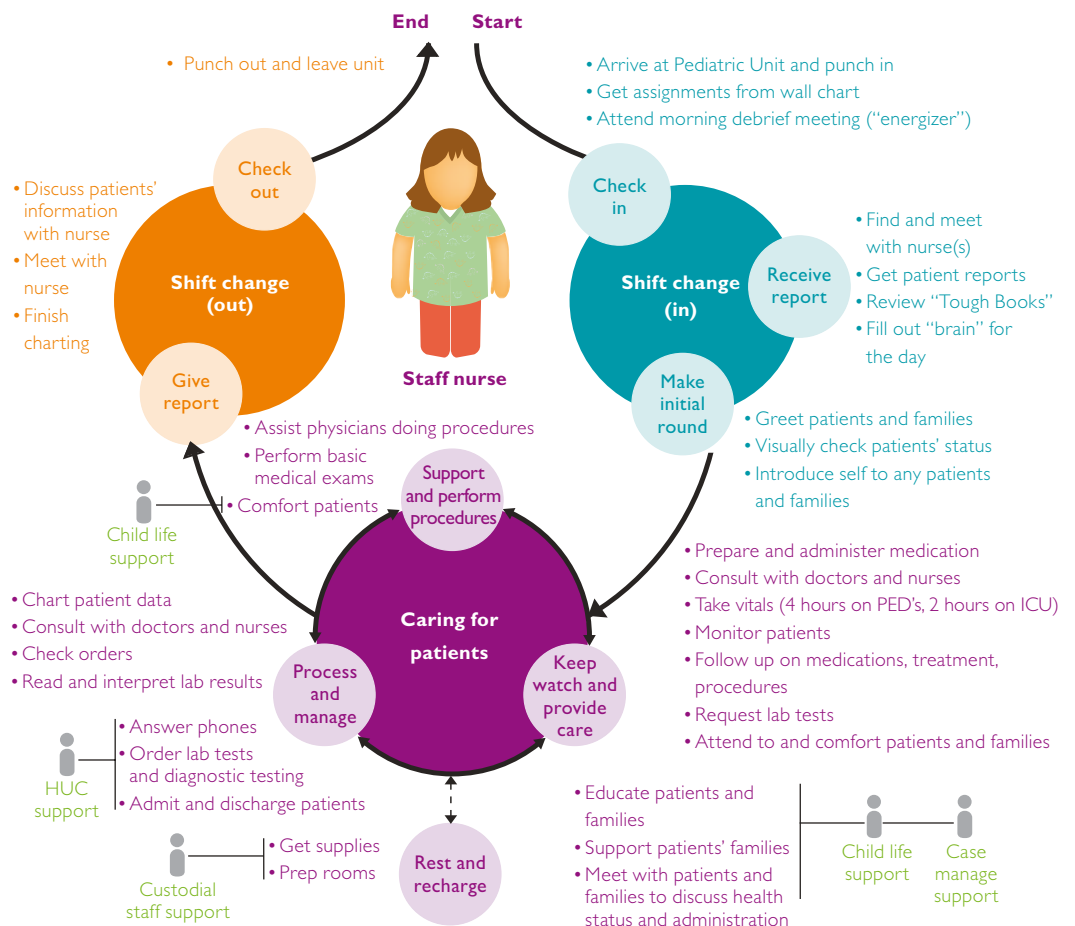 End
Start
• Punch out and leave unit
• Arrive at Pediatric Unit and punch in
• Get assignments from wall chart
• Attend morning debrief meeting (“energizer”)
Check
out
Check
in
• Discuss patients’
information
with nurse
• Meet with
nurse
• Finish
charting
Shift change
(out)
Shift change
(in)
Receive
report
• Find and meet
with nurse(s)
• Get patient reports
• Review “Tough Books”
• Fill out “brain” for
the day
Staff nurse
Give
report
Make
initial
round
• Greet patients and families
• Visually check patients’ status
• Introduce self to any patients
and families
• Assist physicians doing procedures
• Perform basic
medical exams
• Comfort patients
Child life
support
Support
and perform
procedures
• Prepare and administer medication
• Consult with doctors and nurses
• Take vitals (4 hours on PED’s, 2 hours on ICU)
• Monitor patients
• Follow up on medications, treatment,
procedures
• Request lab tests
• Attend to and comfort patients and families
• Chart patient data
• Consult with doctors and nurses
• Check orders
• Read and interpret lab results
Caring for
patients
Process
and
manage
Keep
watch and
provide
care
• Answer phones
• Order lab tests
and diagnostic testing
• Admit and discharge patients
HUC
support
• Get supplies
• Prep rooms
Custodial
staff support
Rest and
recharge
• Educate patients and
families
• Support patients’ families
• Meet with patients and
families to discuss health
status and administration
Child life
support
Case
manage
support